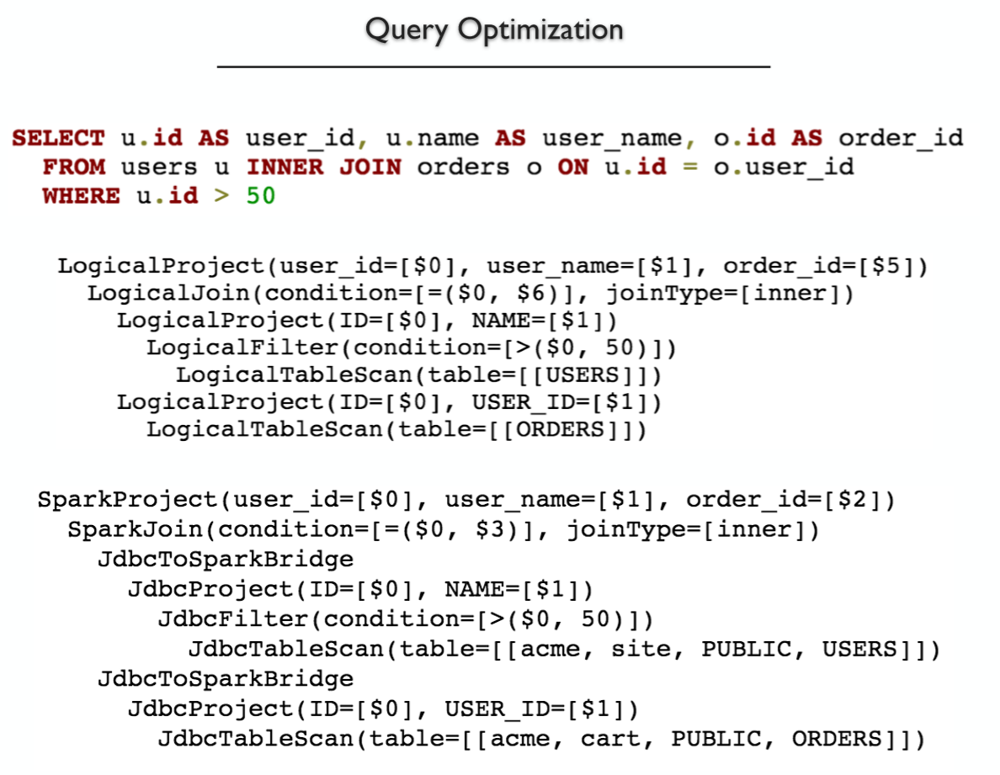 Query Optimization
SELECT u.id AS user_id, u.name AS user_name, o.id AS order_id
FROM users u INNER JOIN orders o ON u.id = o.user_id
WHERE u.id > 50
LogicalProject(user_id=[$0], user_name=[$1], order_id=[$5])
LogicalJoin(condition=[=($0, $6)], joinType=[inner])
LogicalProject(ID=[$0], NAME=[$1])
LogicalFilter(condition=[>($0, 50)])
LogicalTableScan(table=[[USERS]])
LogicalProject(ID=[$0], USER_ID=[$1])
LogicalTableScan(table=[[ORDERS]])
SparkProject(user_id=[$0], user_name=[$1], order_id=[$2])
SparkJoin(condition=[=($0, $3)], joinType=[inner])
JdbcToSparkBridge
JdbcProject(ID=[$0], NAME=[$1])
JdbcFilter(condition=[>($0, 50)])
JdbcTableScan(table=[[acme, site, PUBLIC, USERS]])
JdbcToSparkBridge
JdbcProject(ID=[$0], USER_ID=[$1])
JdbcTableScan(table=[[acme, cart, PUBLIC, ORDERS]])